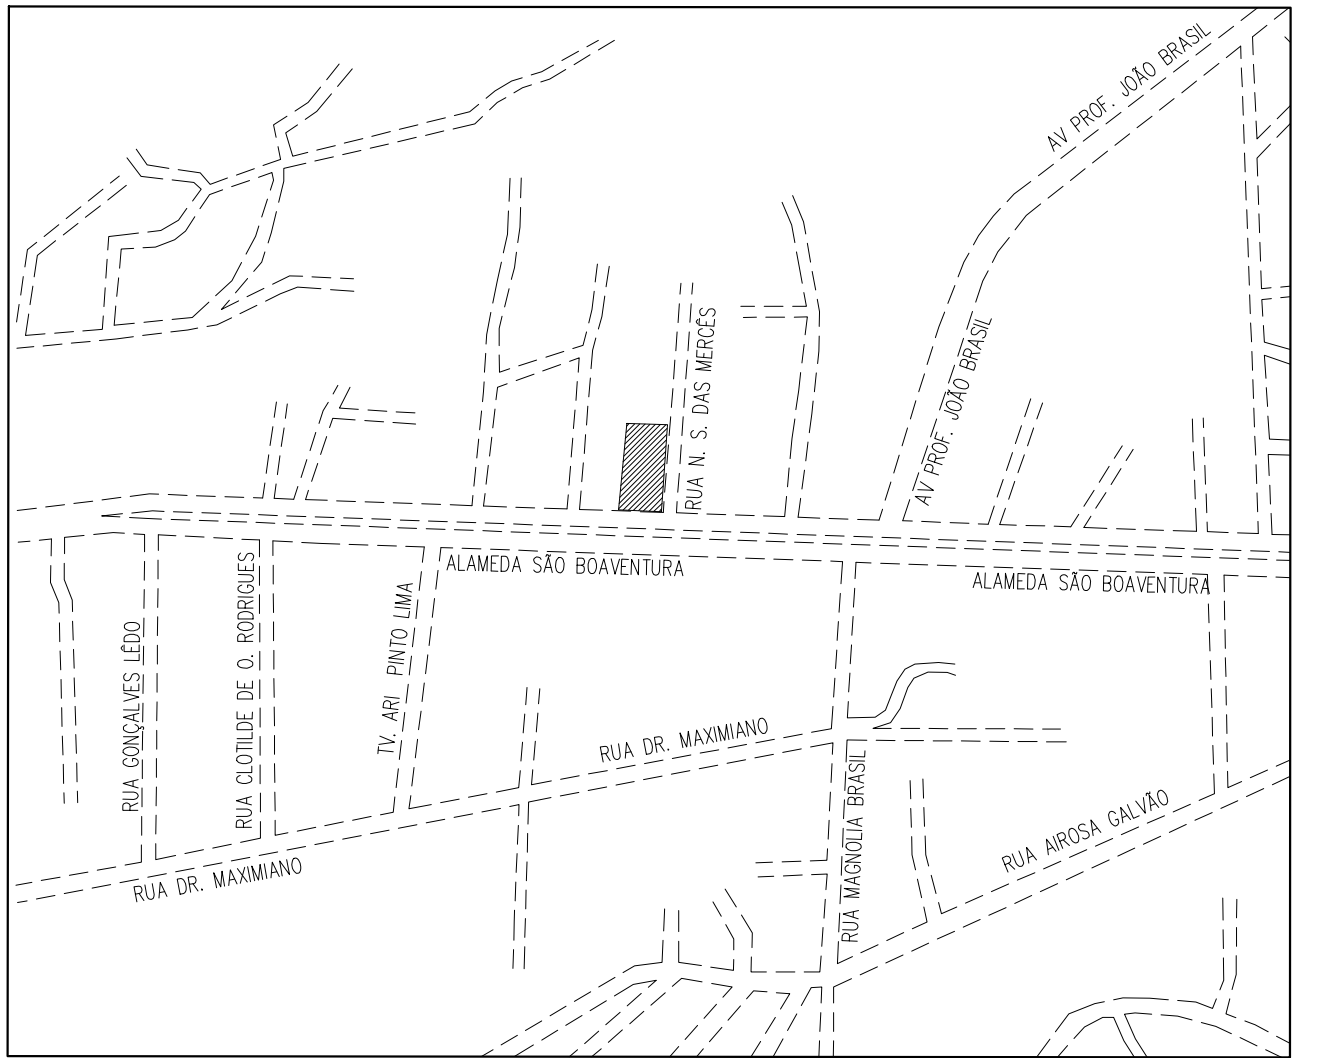 AV PROF. JOÃO BRASIL
RUA N. S. DAS MERCÊS
AV PROF. JOÃO BRASIL
ALAMEDA SÃO BOAVENTURA
ALAMEDA SÃO BOAVENTURA
RUA GONÇALVES LÊDO
RUA CLOTILDE DE O. RODRIGUES
TV. ARI PINTO LIMA
RUA DR. MAXIMIANO
RUA MAGNOLIA BRASIL
RUA AIROSA GALVÃO
RUA DR. MAXIMIANO